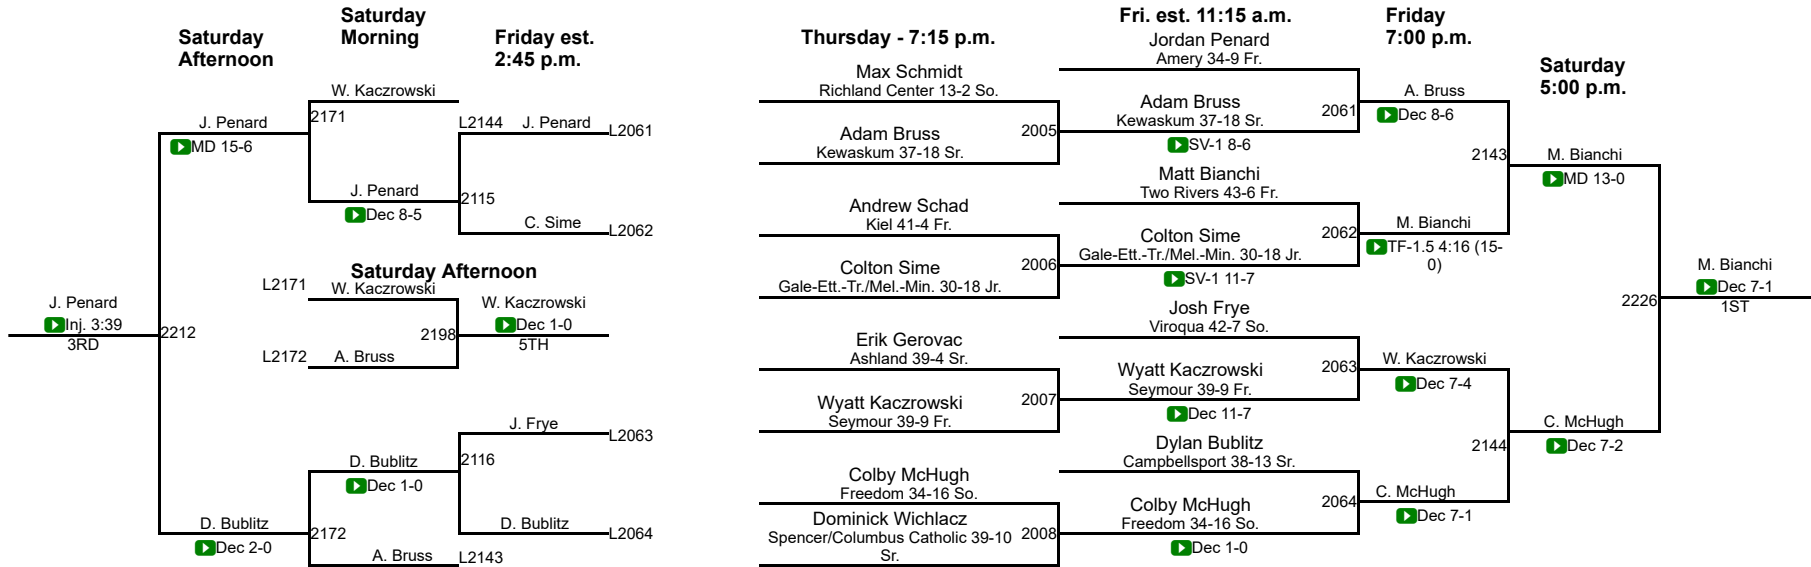 Saturday
Afternoon
Saturday
Morning
Friday est.
2:45 p.m.
W. Kaczrowski
2171
J. Penard
MD 15-6
L2144
J. Penard
L2061
J. Penard
Dec 8-5
2115
C. Sime
L2062
Saturday Afternoon
L2171
W. Kaczrowski
J. Penard
Inj. 3:39
3RD
2212
2198
W. Kaczrowski
Dec 1-0
5TH
L2172
A. Bruss
J. Frye
L2063
D. Bublitz
Dec 1-0
2116
D. Bublitz
Dec 2-0
2172
D. Bublitz
L2064
A. Bruss
L2143
Thursday - 7:15 p.m.
Max Schmidt
Richland Center 13-2 So.
Adam Bruss
Kewaskum 37-18 Sr.
2005
Andrew Schad
Kiel 41-4 Fr.
Colton Sime
Gale-Ett.-Tr./Mel.-Min. 30-18 Jr.
2006
Erik Gerovac
Ashland 39-4 Sr.
Wyatt Kaczrowski
Seymour 39-9 Fr.
2007
Colby McHugh
Freedom 34-16 So.
Dominick Wichlacz
Spencer/Columbus Catholic 39-10
Sr.
2008
Fri. est. 11:15 a.m.
Jordan Penard
Amery 34-9 Fr.
Adam Bruss
Kewaskum 37-18 Sr.
SV-1 8-6
2061
Matt Bianchi
Two Rivers 43-6 Fr.
Colton Sime
Gale-Ett.-Tr./Mel.-Min. 30-18 Jr.
SV-1 11-7
2062
Josh Frye
Viroqua 42-7 So.
Wyatt Kaczrowski
Seymour 39-9 Fr.
Dec 11-7
2063
Dylan Bublitz
Campbellsport 38-13 Sr.
Colby McHugh
Freedom 34-16 So.
Dec 1-0
2064
Friday
7:00 p.m.
A. Bruss
Dec 8-6
2143
M. Bianchi
TF-1.5 4:16 (15-
0)
W. Kaczrowski
Dec 7-4
2144
C. McHugh
Dec 7-1
Saturday
5:00 p.m.
M. Bianchi
MD 13-0
2226
C. McHugh
Dec 7-2
M. Bianchi
Dec 7-1
1ST